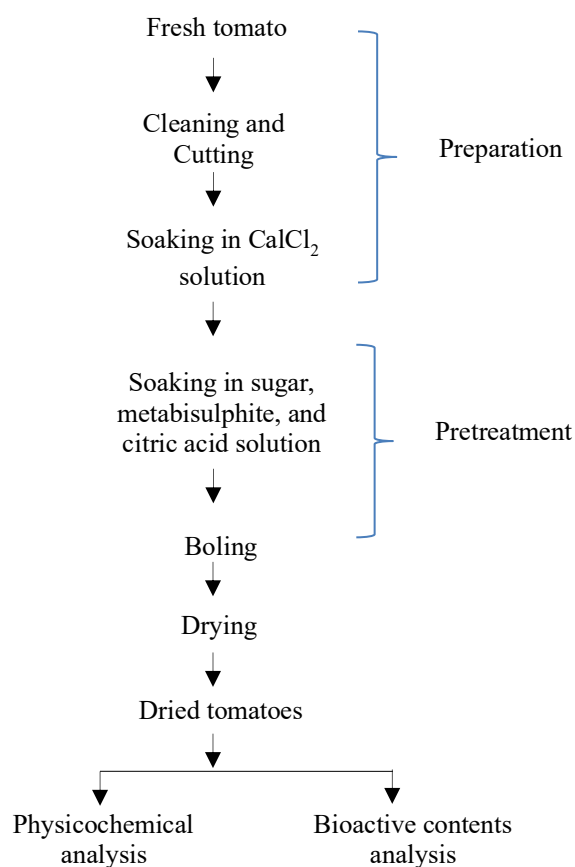 Fresh tomato
Cleaning and
Cutting
Preparation
Soaking in CalCl₂
solution
Soaking in sugar,
metabisulphite, and
citric acid solution
Pretreatment
Boling
Drying
Dried tomatoes
Physicochemical
analysis
Bioactive contents
analysis